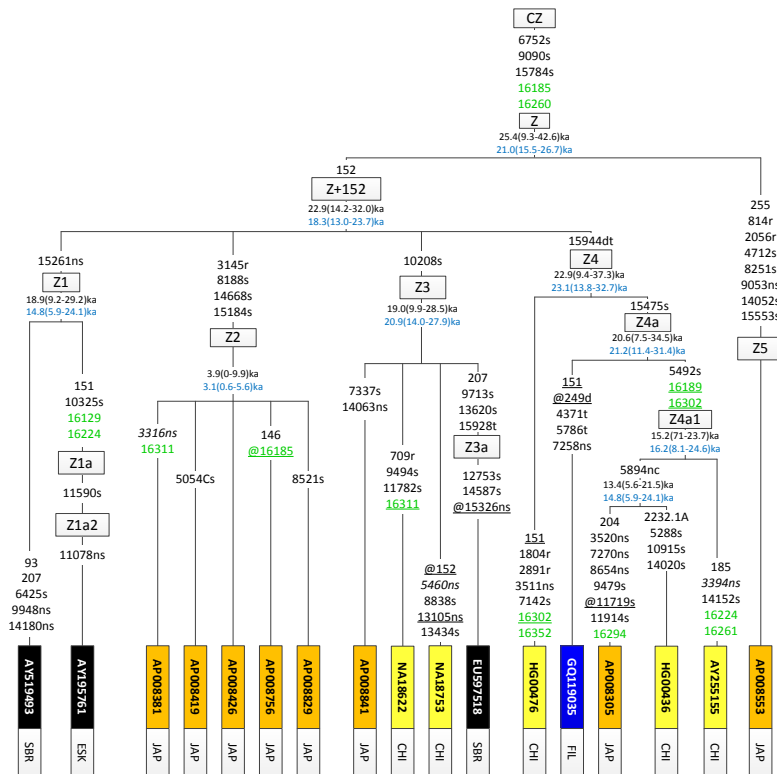 CZ
6752s
9090s
15784s
16185
16260
Z
25.4(9.3-42.6)ka
21.0(15.5-26.7)ka
152
Z+152
22.9(14.2-32.0)ka
18.3(13.0-23.7)ka
15261ns
Z1
18.9(9.2-29.2)ka
14.8(5.9-24.1)ka
93
207
6425s
9948ns
14180ns
AY519493
SBR
151
10325s
16129
16224
Z1a
11590s
Z1a2
11078ns
AY195761
ESK
3145r
8188s
14668s
15184s
Z2
3.9(0-9.9)ka
3.1(0.6-5.6)ka
3316ns
16311
AP008381
JAP
5054Cs
AP008419
JAP
AP008426
JAP
146
@16185
AP008756
JAP
8521s
AP008829
JAP
10208s
Z3
19.0(9.9-28.5)ka
20.9(14.0-27.9)ka
7337s
14063ns
AP008841
JAP
709r
9494s
11782s
16311
NA18622
CHI
@152
5460ns
8838s
13105ns
13434s
NA18753
CHI
207
9713s
13620s
15928t
Z3a
12753s
14587s
@15326ns
EU597518
SBR
15944dt
Z4
22.9(9.4-37.3)ka
23.1(13.8-32.7)ka
151
1804r
2891r
3511ns
7142s
16302
16352
HG00476
CHI
15475s
Z4a
20.6(7.5-34.5)ka
21.2(11.4-31.4)ka
151
@249d
4371t
5786t
7258ns
GQ119035
FIL
5492s
16189
16302
Z4a1
15.2(71-23.7)ka
16.2(8.1-24.6)ka
5894nc
13.4(5.6-21.5)ka
14.8(5.9-24.1)ka
204
3520ns
7270ns
8654ns
9479s
@11719s
11914s
16294
AP008305
JAP
2232.1A
5288s
10915s
14020s
HG00436
CHI
185
3394ns
14152s
16224
16261
AY255155
CHI
255
814r
2056r
4712s
8251s
9053ns
14052s
15553s
Z5
AP008553
JAP